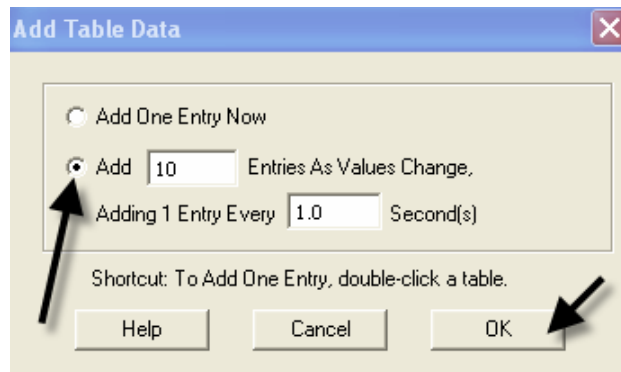 Add Table Data
Add One Entry Now
Add 10 Entries As Values Change,
Adding 1 Entry Every 1.0 Second(s)
Shortcut: To Add One Entry, double-click a table.
Help Cancel OK